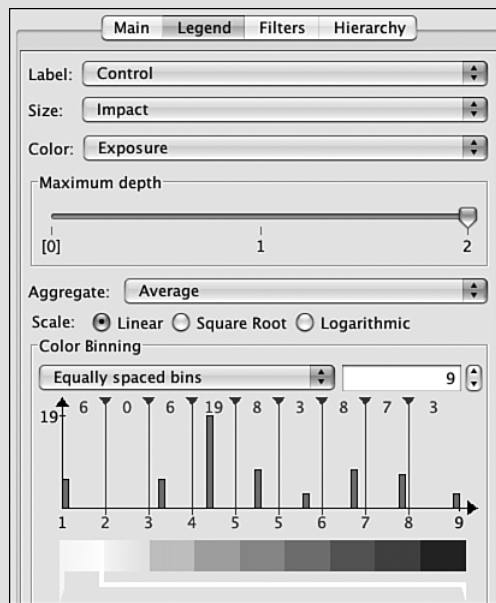 Main Legend Filters Hierarchy
Label: Control
Size: Impact
Color: Exposure
Maximum depth
[0] 1 2
Aggregate: Average
Scale: Linear Square Root Logarithmic
Color Binning
Equally spaced bins 9
6 0 6 19 8 3 8 7 3
19
1 2 3 4 5 5 6 7 8 9